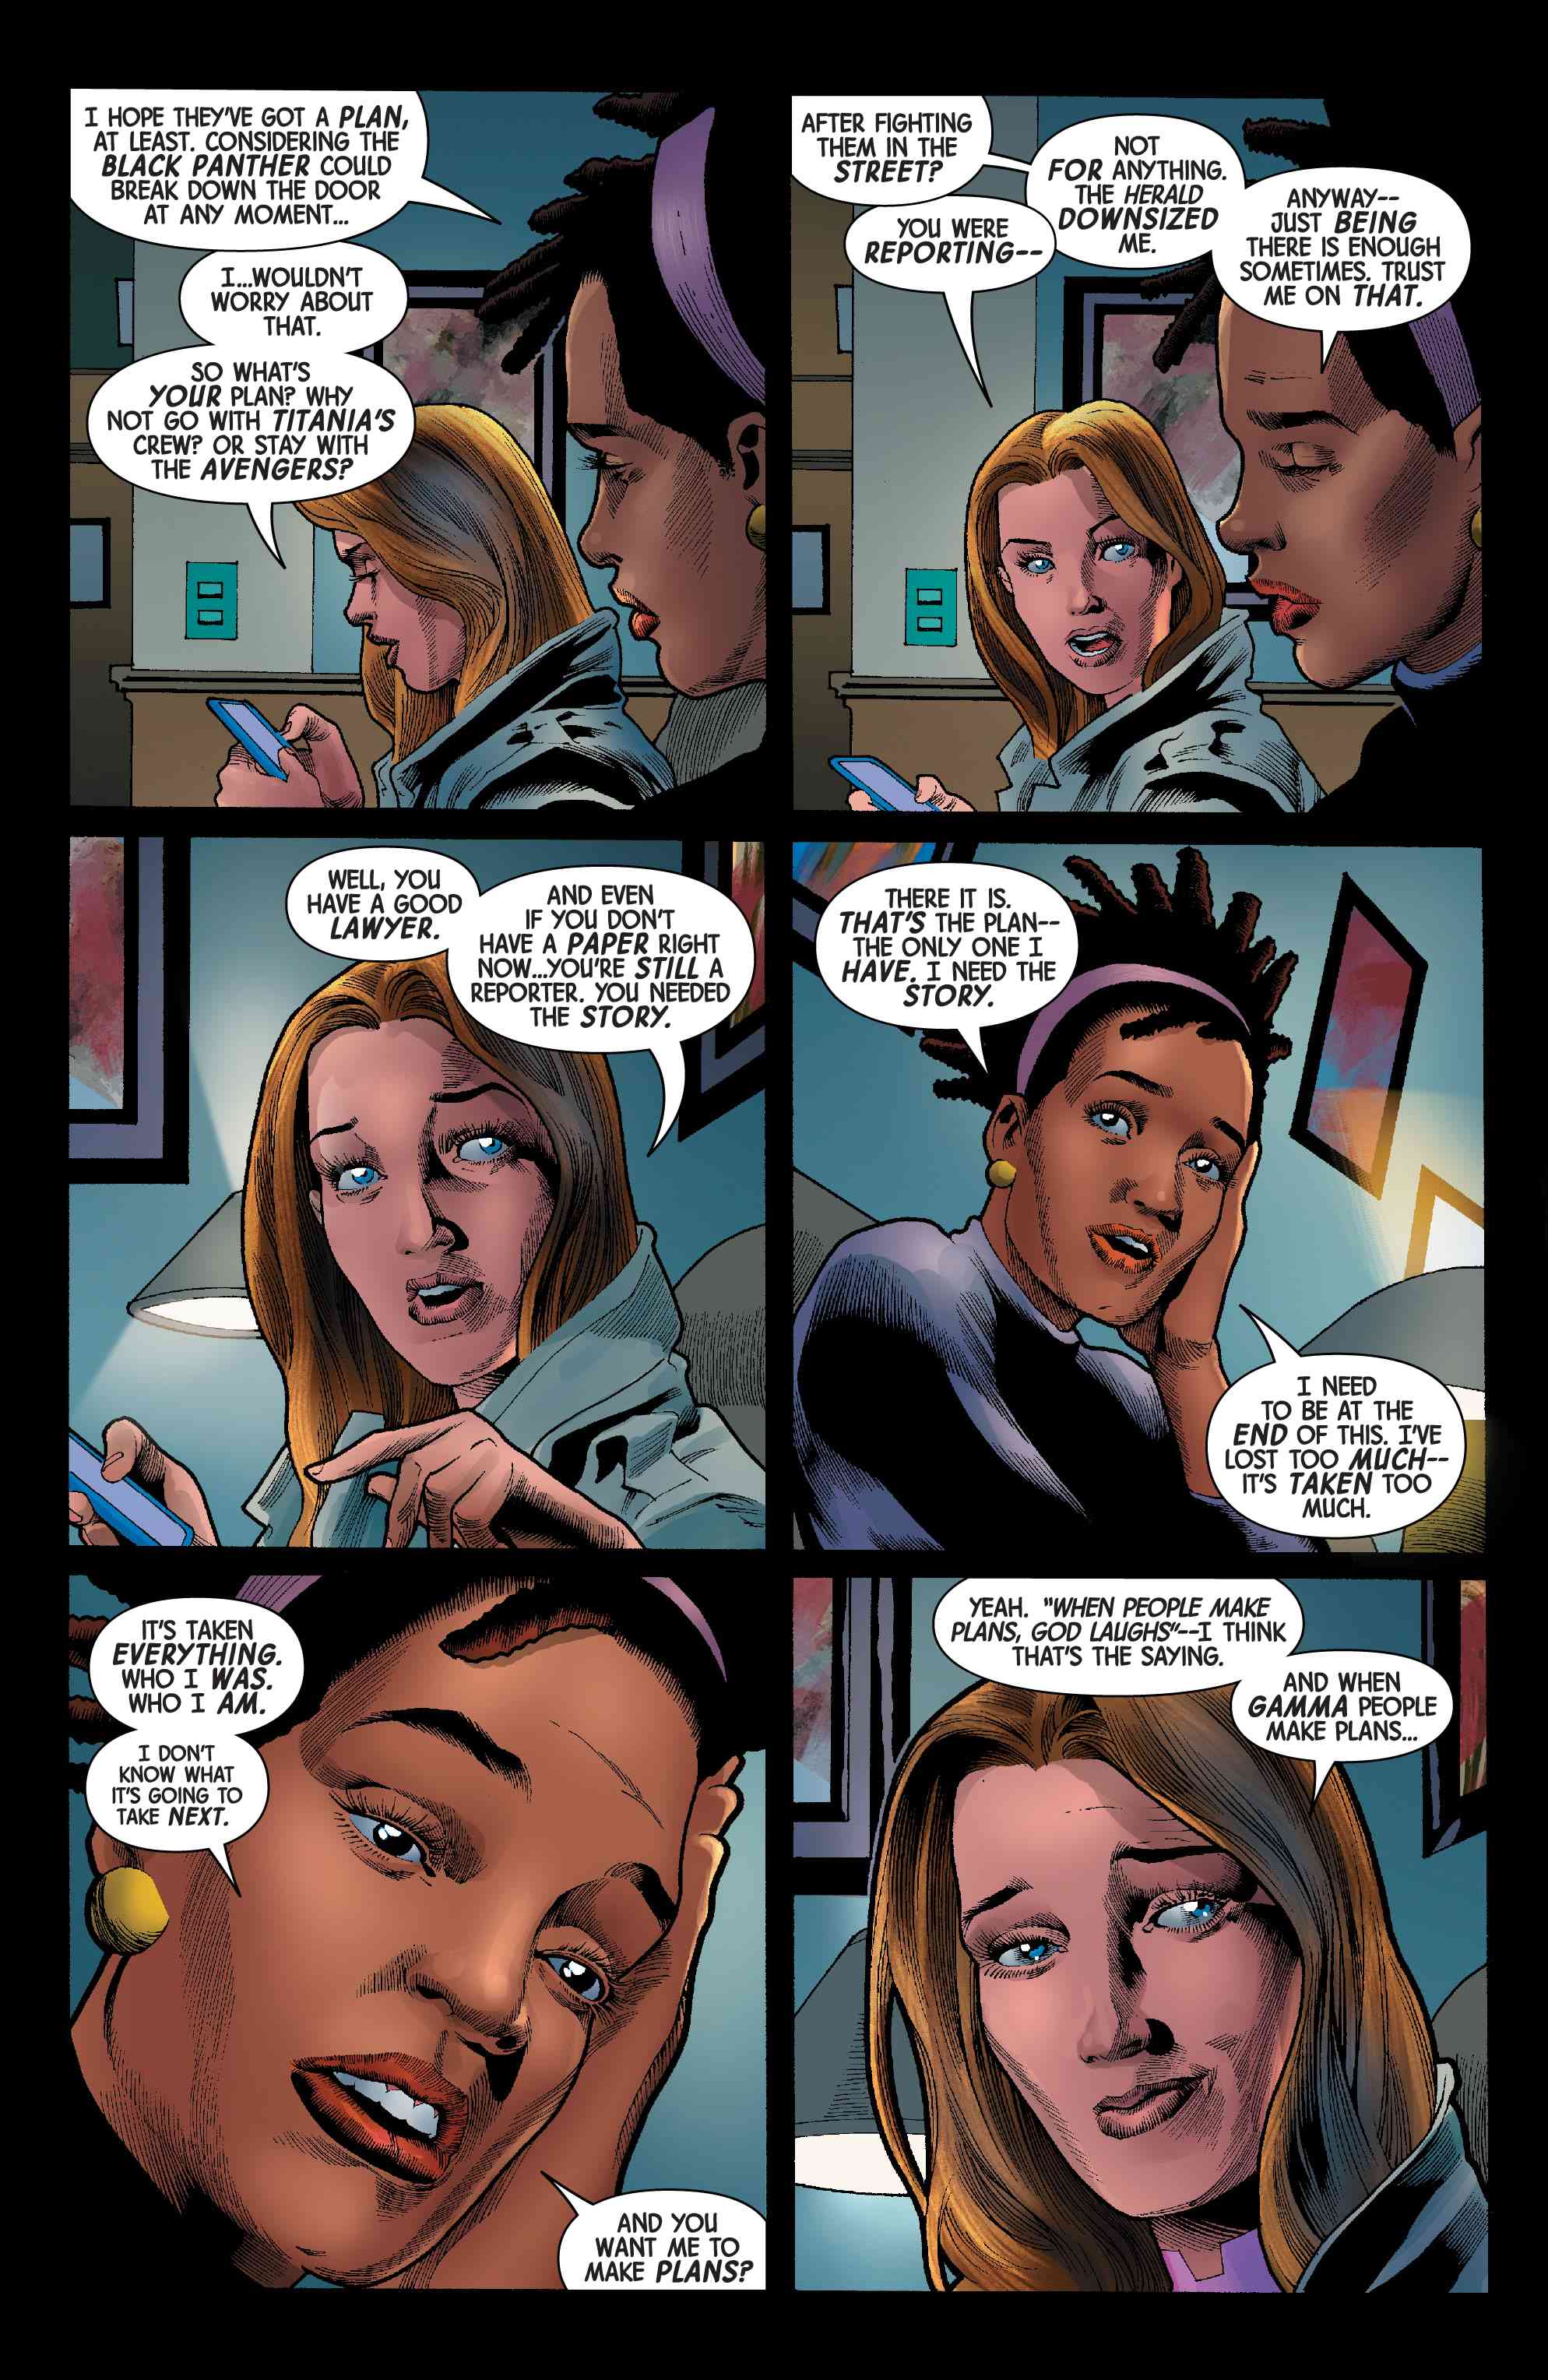 I HOPE THEY'VE GOT A PLAN,
AT LEAST. CONSIDERING THE
BLACK PANTHER COULD
BREAK DOWN THE DOOR
AT ANY MOMENT...
I...WOULDN'T
WORRY ABOUT
THAT.
SO WHAT'S
YOUR PLAN? WHY
NOT GO WITH TITANIA'S
CREW? OR STAY WITH
THE AVENGERS?
AFTER FIGHTING
THEM IN THE
STREET?
YOU WERE
REPORTING--
NOT
FOR ANYTHING.
THE HERALD
DOWNSIZED
ME.
ANYWAY--
JUST BEING
THERE IS ENOUGH
SOMETIMES. TRUST
ME ON THAT.
WELL, YOU
HAVE A GOOD
LAWYER.
AND EVEN
IF YOU DON'T
HAVE A PAPER RIGHT
NOW...YOU'RE STILL A
REPORTER. YOU NEEDED
THE STORY.
THERE IT IS.
THAT'S THE PLAN--
THE ONLY ONE I
HAVE. I NEED THE
STORY.
I NEED
TO BE AT THE
END OF THIS. I'VE
LOST TOO MUCH--
IT'S TAKEN TOO
MUCH.
IT'S TAKEN
EVERYTHING.
WHO I WAS.
WHO I AM.
I DON'T
KNOW WHAT
IT'S GOING TO
TAKE NEXT.
AND YOU
WANT ME TO
MAKE PLANS?
YEAH. "WHEN PEOPLE MAKE
PLANS, GOD LAUGHS"--I THINK
THAT'S THE SAYING.
AND WHEN
GAMMA PEOPLE
MAKE PLANS...